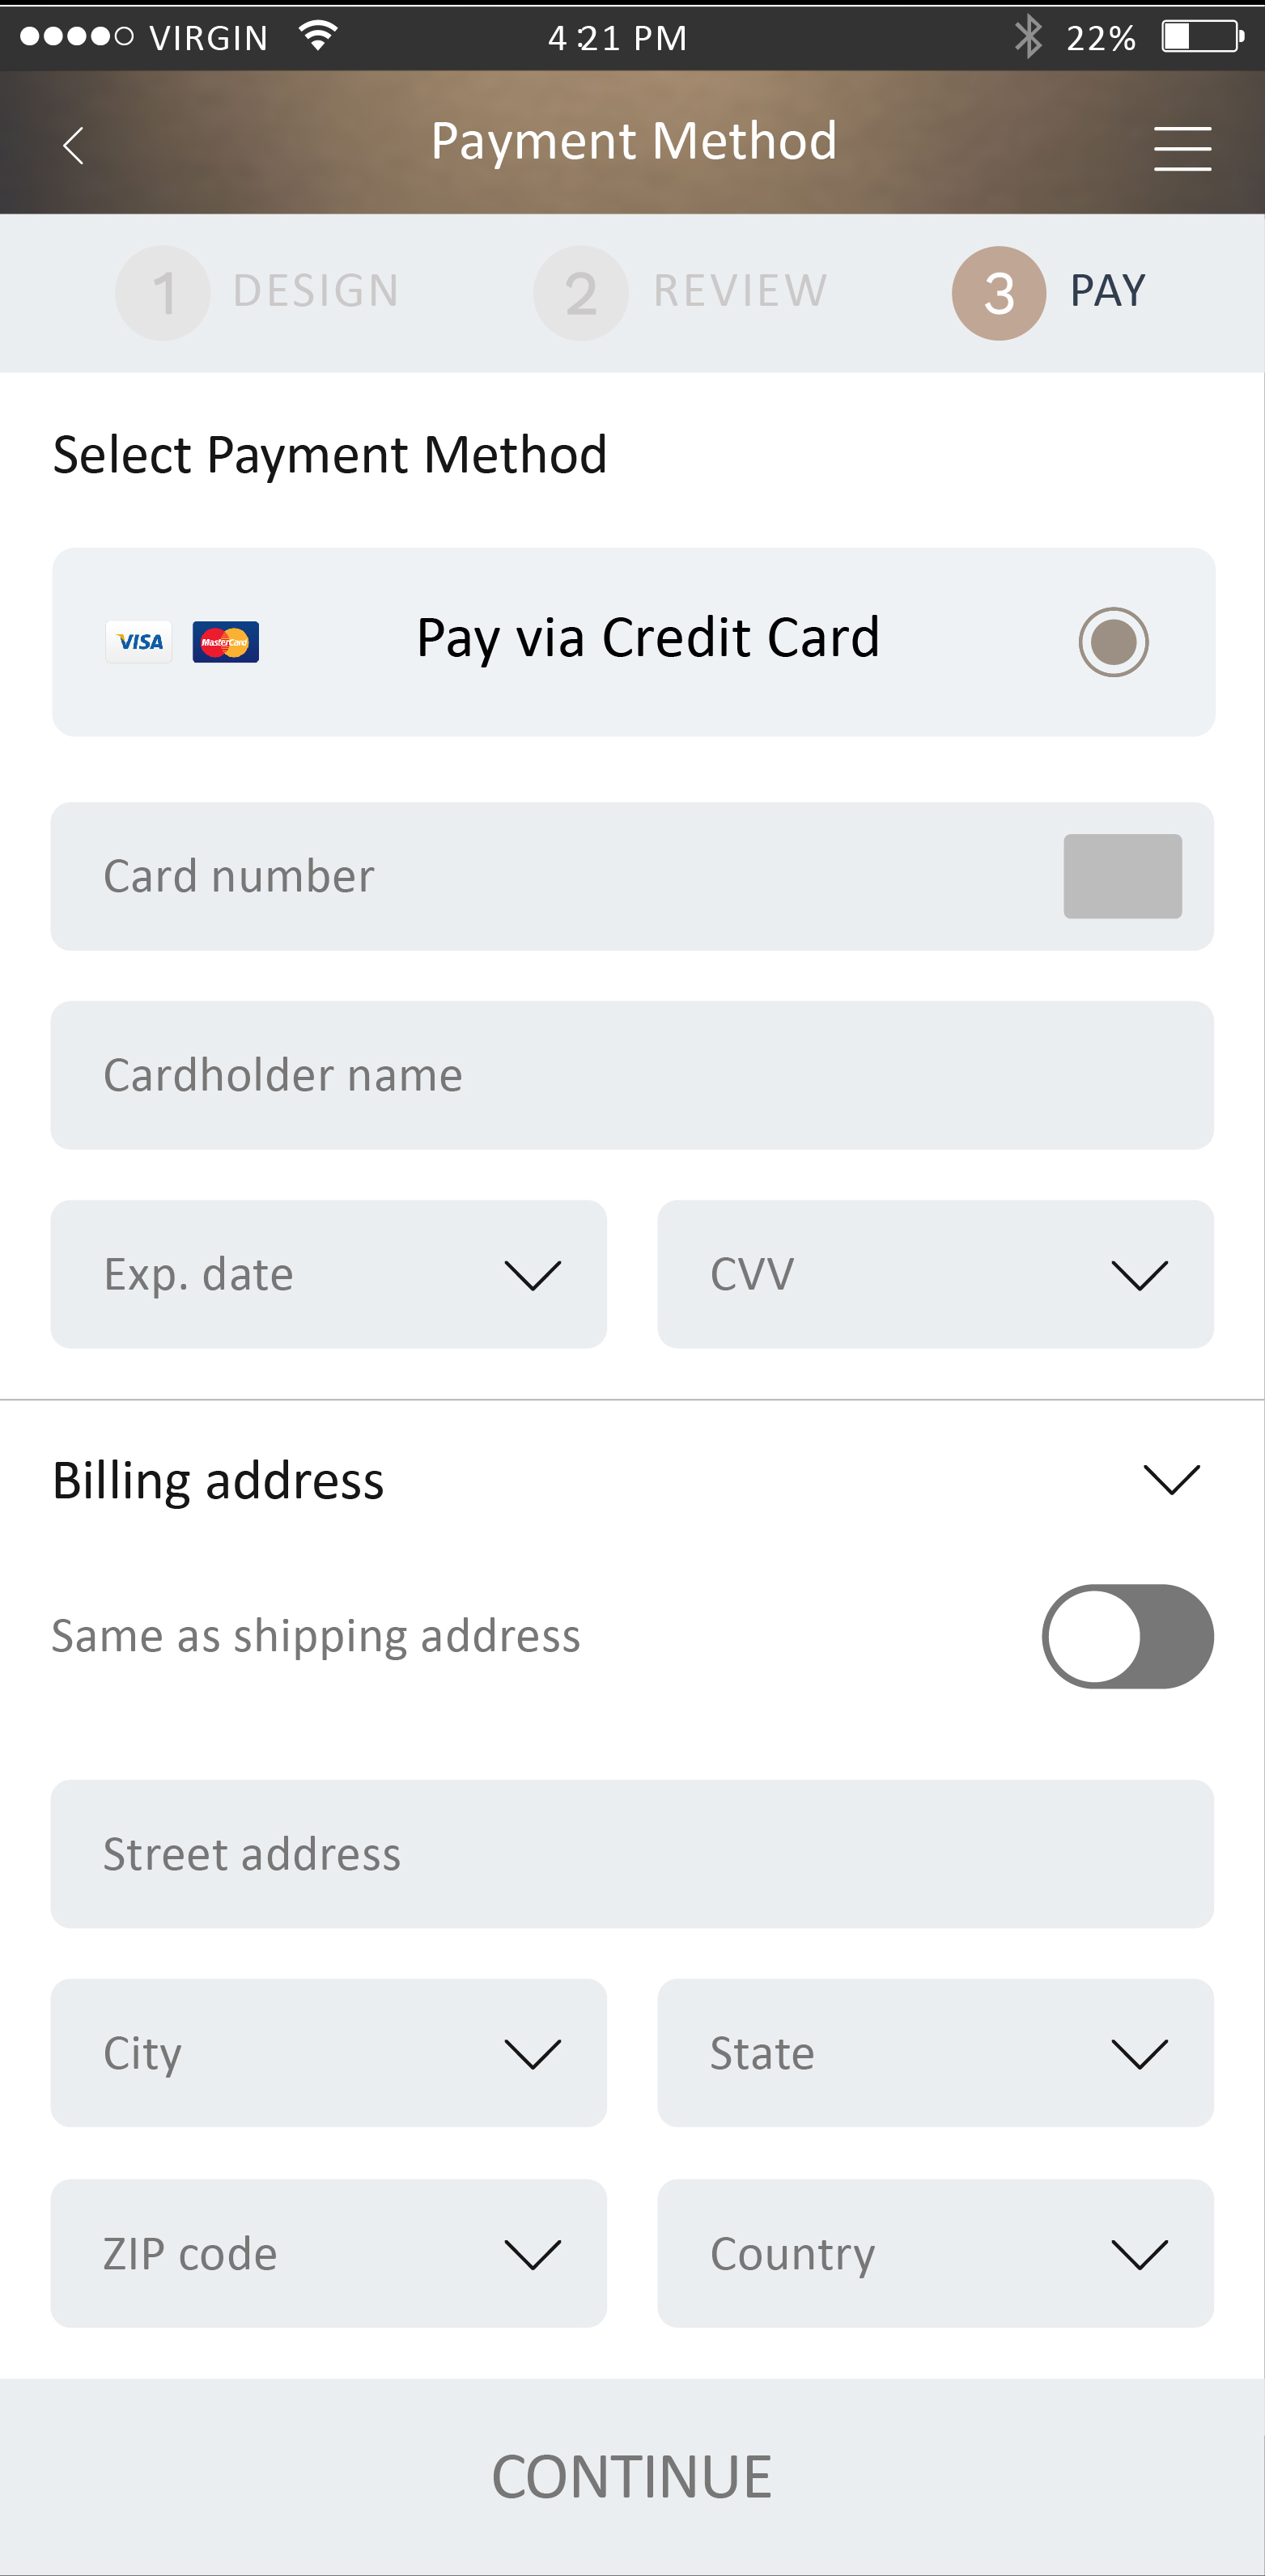 VIRGIN 4:21 PM 22%
Payment Method
1 DESIGN 2 REVIEW 3 PAY
Select Payment Method
VISA MasterCard Pay via Credit Card
Card number
Cardholder name
Exp. date CVV
Billing address
Same as shipping address
Street address
City State
ZIP code Country
CONTINUE